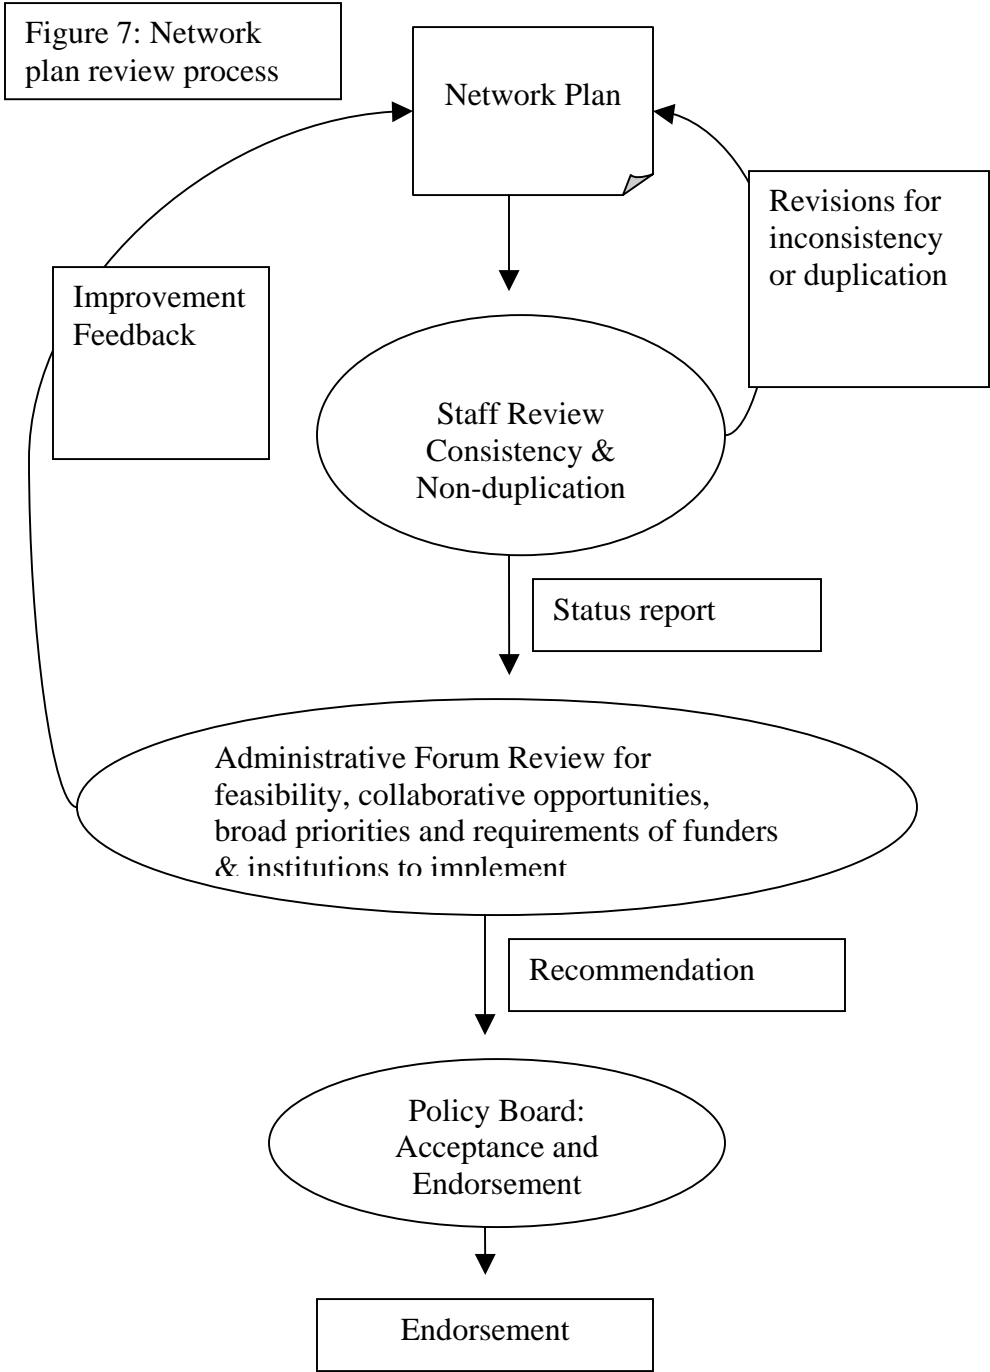 Figure 7: Network
plan review process
Network Plan
Revisions for
inconsistency
or duplication
Improvement
Feedback
Staff Review
Consistency &
Non-duplication
Status report
Administrative Forum Review for
feasibility, collaborative opportunities,
broad priorities and requirements of funders
& institutions to implement
Recommendation
Policy Board:
Acceptance and
Endorsement
Endorsement